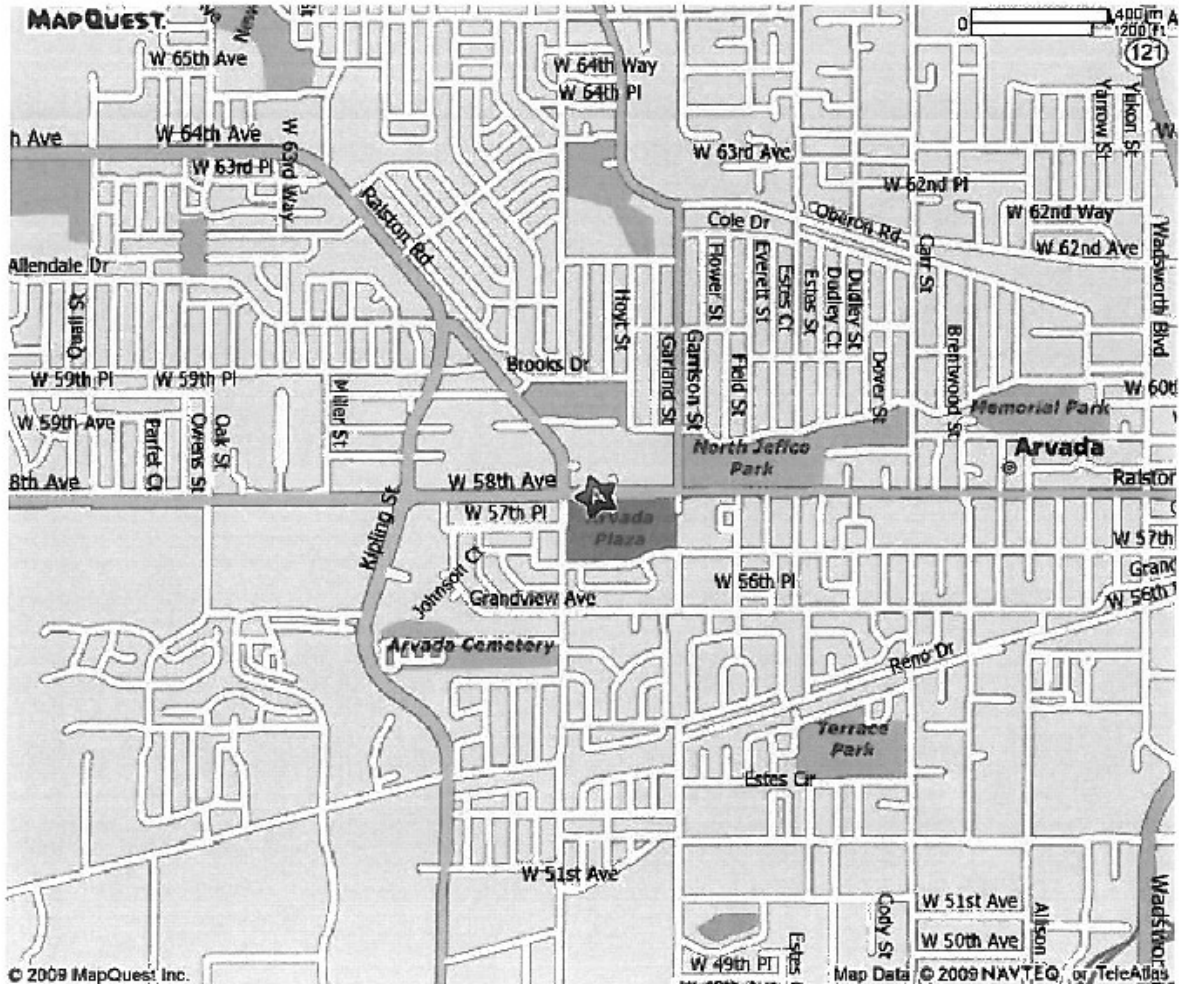 MAPQUEST.
400 m
0
1200 ft
121
W 65th Ave
W 64th Way
W 64th Pl
Yarrow St
Yukon St
h Ave
W 64th Ave
W 63rd Way
W 63rd Pl
W 63rd Ave
W 62nd Pl
Ralston Rd
Cole Dr
Oberon Rd
W 62nd Way
W 62nd Ave
Wadsworth Blvd
Allendale Dr
Quail St
Hoyt St
Garland St
Garrison St
Flower St
Field St
Everett St
Estes Ct
Estes St
Dudley Ct
Dudley St
Dover St
Carr St
Brentwood St
Brooks Dr
W 59th Pl
W 59th Pl
Miller St
W 60th
W 59th Ave
Parfet Ct
Owens St
Oak St
Memorial Park
North Jeffco
Park
Arvada
8th Ave
W 58th Ave
A
Ralston
W 57th Pl
Arvada
Plaza
W 57th
Kipling St
Johnson Ct
W 56th Pl
Grand
Grandview Ave
W 56th
Arvada Cemetery
Reno Dr
Terrace
Park
Estes Cir
W 51st Ave
Cody St
W 51st Ave
Allison
Wadswor
W 50th Ave
W 49th Pl
Estes
© 2009 MapQuest Inc.
Map Data © 2009 NAVTEQ or TeleAtlas